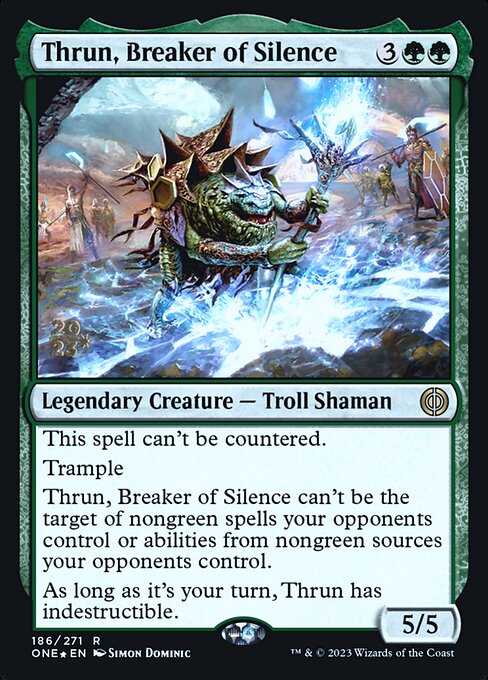 Thrun, Breaker of Silence 3
20
23
Legendary Creature — Troll Shaman
This spell can't be countered.
Trample
Thrun, Breaker of Silence can't be the
target of nongreen spells your opponents
control or abilities from nongreen sources
your opponents control.
As long as it's your turn, Thrun has
indestructible.
5/5
186/271 R
ONE★EN Simon Dominic
™ & © 2023 Wizards of the Coast